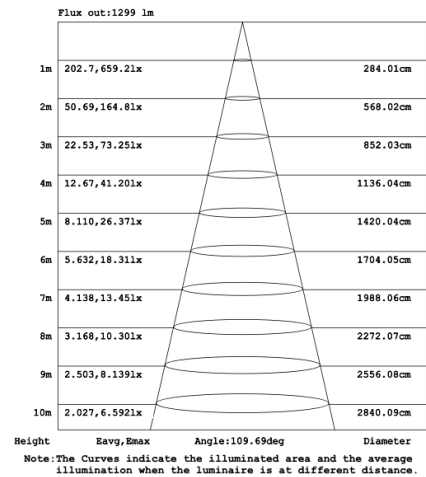 Flux out:1299 lm
1m 202.7,659.2lx 284.01cm
2m 50.69,164.8lx 568.02cm
3m 22.53,73.25lx 852.03cm
4m 12.67,41.20lx 1136.04cm
5m 8.110,26.37lx 1420.04cm
6m 5.632,18.31lx 1704.05cm
7m 4.138,13.45lx 1988.06cm
8m 3.168,10.30lx 2272.07cm
9m 2.503,8.139lx 2556.08cm
10m 2.027,6.592lx 2840.09cm
Height Eavg,Emax Angle:109.69deg Diameter
Note:The Curves indicate the illuminated area and the average
illumination when the luminaire is at different distance.